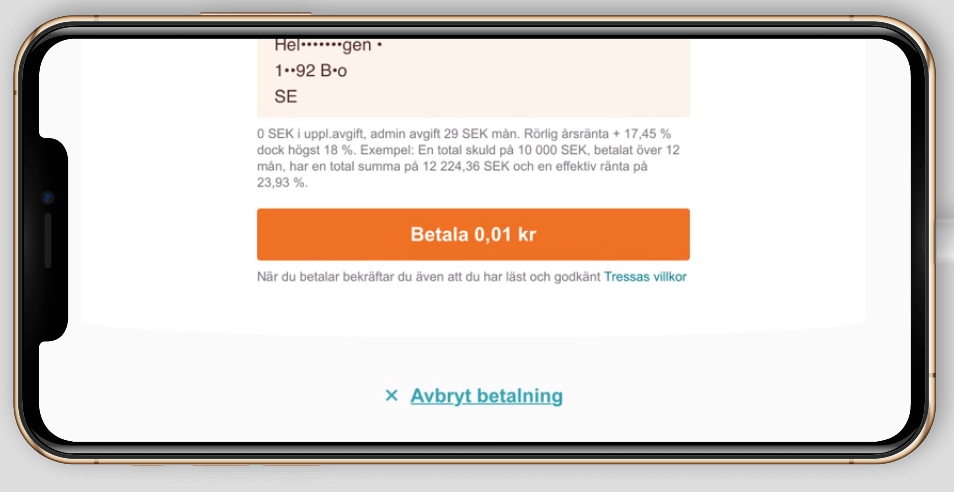 Hel•••••••gen •
1••92 B•o
SE
0 SEK i uppl.avgift, admin avgift 29 SEK mån. Rörlig årsränta + 17,45 %
dock högst 18 %. Exempel: En total skuld på 10 000 SEK, betalat över 12
mån, har en total summa på 12 224,36 SEK och en effektiv ränta på
23,93 %.
Betala 0,01 kr
När du betalar bekräftar du även att du har läst och godkänt Tressas villkor
× Avbryt betalning